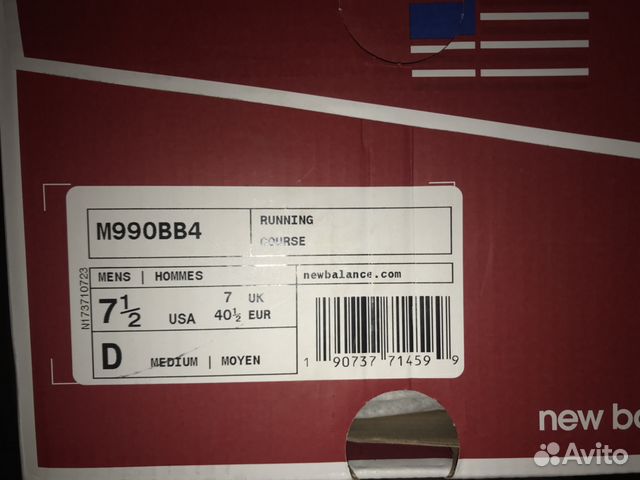 M990BB4
RUNNING
COURSE
MENS | HOMMES
newbalance.com
7½ USA
7 UK
40½ EUR
D MEDIUM | MOYEN
N173710723
1 90737 71459 9
new ba
Avito